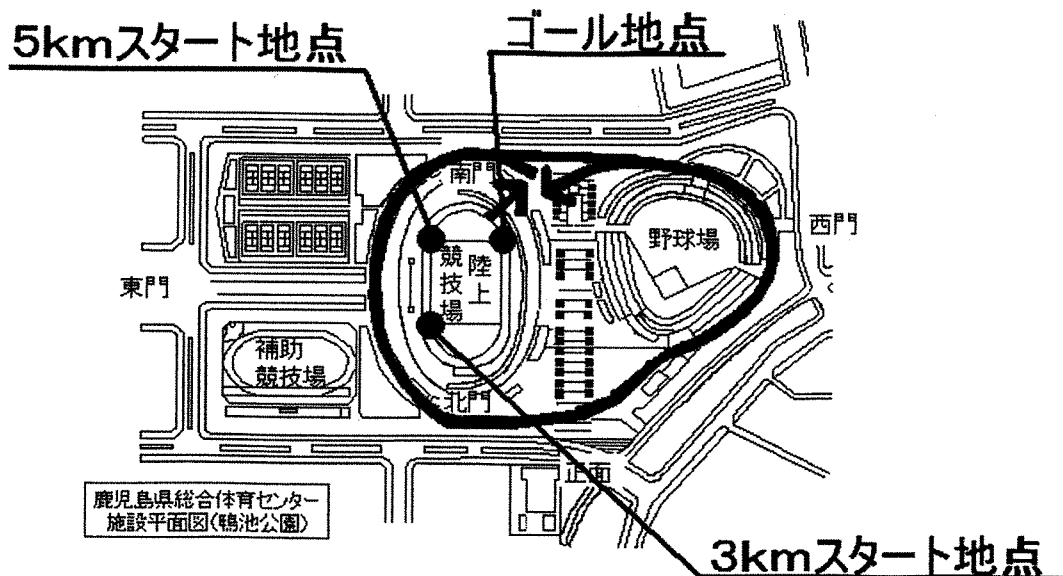 5kmスタート地点
ゴール地点
南門
西門
野球場
陸上
競技場
東門
補助
競技場
北門
正面
鹿児島県総合体育センター
施設平面図(鴨池公園)
3kmスタート地点